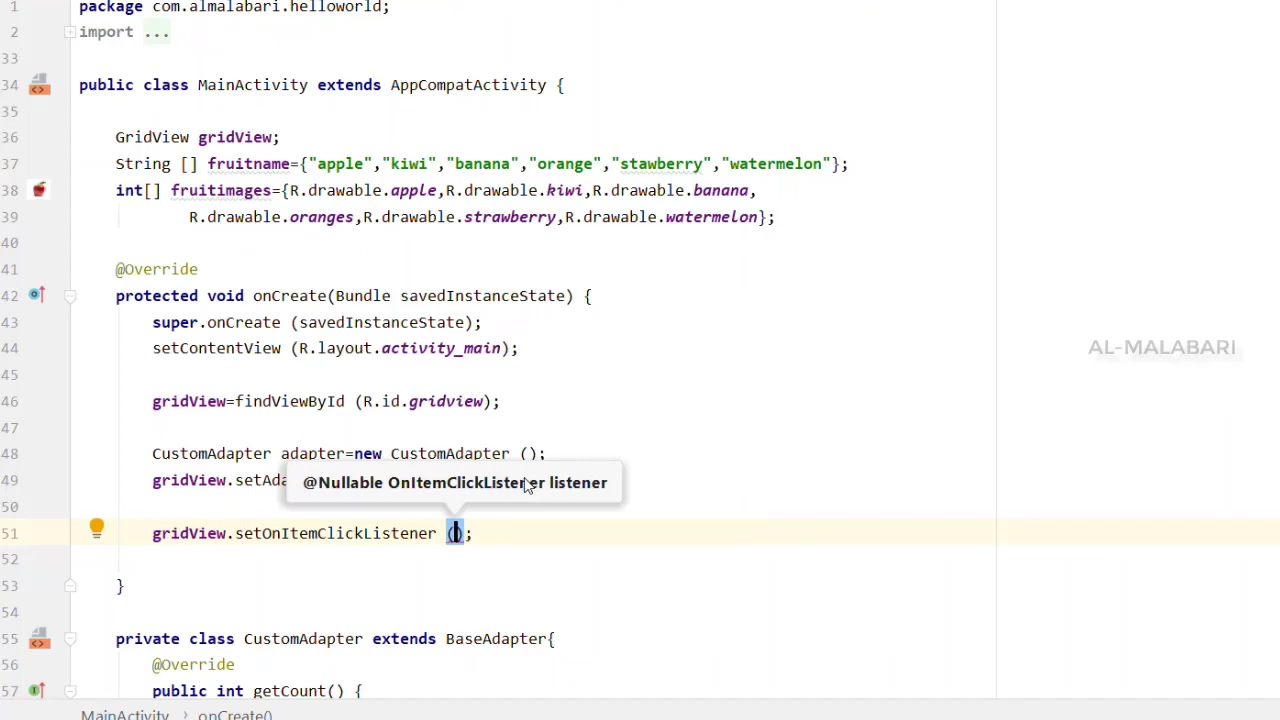 1 package com.almalabari.helloworld;
2 import ...
33
34 public class MainActivity extends AppCompatActivity {
35
36 GridView gridView;
37 String [] fruitname={"apple","kiwi","banana","orange","stawberry","watermelon"};
38 int[] fruitimages={R.drawable.apple,R.drawable.kiwi,R.drawable.banana,
39 R.drawable.oranges,R.drawable.strawberry,R.drawable.watermelon};
40
41 @Override
42 protected void onCreate(Bundle savedInstanceState) {
43 super.onCreate (savedInstanceState);
44 setContentView (R.layout.activity_main);
AL-MALABARI
45
46 gridView=findViewById (R.id.gridview);
47
48 CustomAdapter adapter=new CustomAdapter ();
49 gridView.setAda
@Nullable OnItemClickListener listener
50
51 gridView.setOnItemClickListener ();
52
53 }
54
55 private class CustomAdapter extends BaseAdapter{
56 @Override
57 public int getCount() {
MainActivity > onCreate()